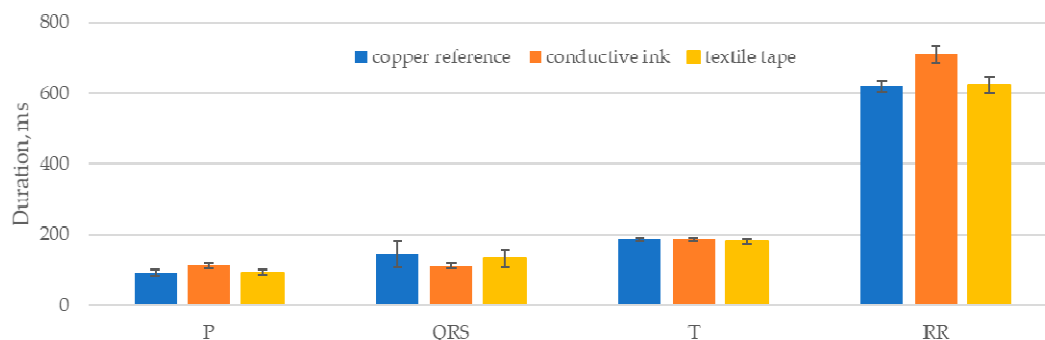 800
copper reference conductive ink textile tape
600
400
200
0
Duration, ms
P QRS T RR